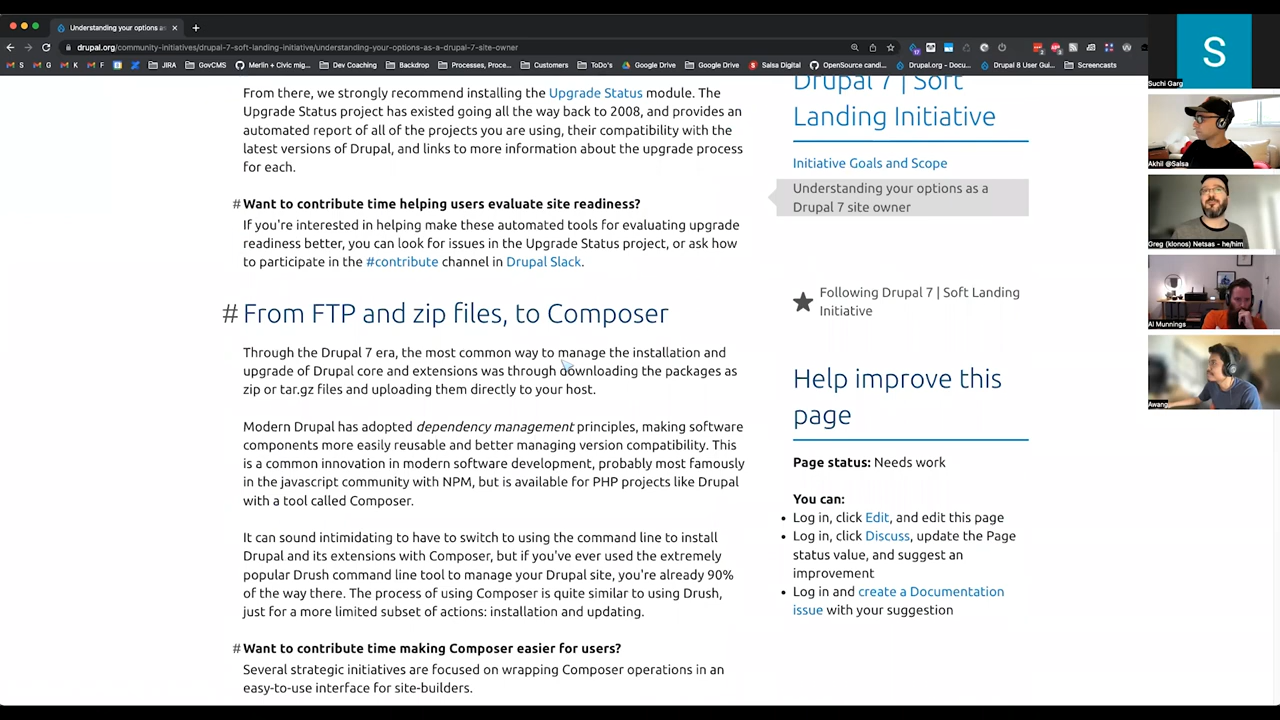 Understanding your options as
drupal.org/community-initiatives/drupal-7-soft-landing-initiative/understanding-your-options-as-a-drupal-7-site-owner
S
G
K
F
JIRA
GovCMS
Merlin + Civic mig...
Dev Coaching
Backdrop
Processes, Proce...
Customers
ToDo's
Google Drive
Google Drive
Salsa Digital
OpenSource candi...
Drupal.org - Docu...
Drupal 8 User Gui...
Screencasts
From there, we strongly recommend installing the Upgrade Status module. The
Upgrade Status project has existed going all the way back to 2008, and provides an
automated report of all of the projects you are using, their compatibility with the
latest versions of Drupal, and links to more information about the upgrade process
for each.
# Want to contribute time helping users evaluate site readiness?
If you're interested in helping make these automated tools for evaluating upgrade
readiness better, you can look for issues in the Upgrade Status project, or ask how
to participate in the #contribute channel in Drupal Slack.
# From FTP and zip files, to Composer
Through the Drupal 7 era, the most common way to manage the installation and
upgrade of Drupal core and extensions was through downloading the packages as
zip or tar.gz files and uploading them directly to your host.
Modern Drupal has adopted dependency management principles, making software
components more easily reusable and better managing version compatibility. This
is a common innovation in modern software development, probably most famously
in the javascript community with NPM, but is available for PHP projects like Drupal
with a tool called Composer.
It can sound intimidating to have to switch to using the command line to install
Drupal and its extensions with Composer, but if you've ever used the extremely
popular Drush command line tool to manage your Drupal site, you're already 90%
of the way there. The process of using Composer is quite similar to using Drush,
just for a more limited subset of actions: installation and updating.
# Want to contribute time making Composer easier for users?
Several strategic initiatives are focused on wrapping Composer operations in an
easy-to-use interface for site-builders.
Drupal 7 | Soft
Landing Initiative
Initiative Goals and Scope
Understanding your options as a
Drupal 7 site owner
Following Drupal 7 | Soft Landing
Initiative
Help improve this
page
Page status: Needs work
You can:
• Log in, click Edit, and edit this page
• Log in, click Discuss, update the Page
status value, and suggest an
improvement
• Log in and create a Documentation
issue with your suggestion
S
Suchi Garg
Akhil @Salsa
Greg (klonos) Netsas - he/him
Al Munnings
Awang